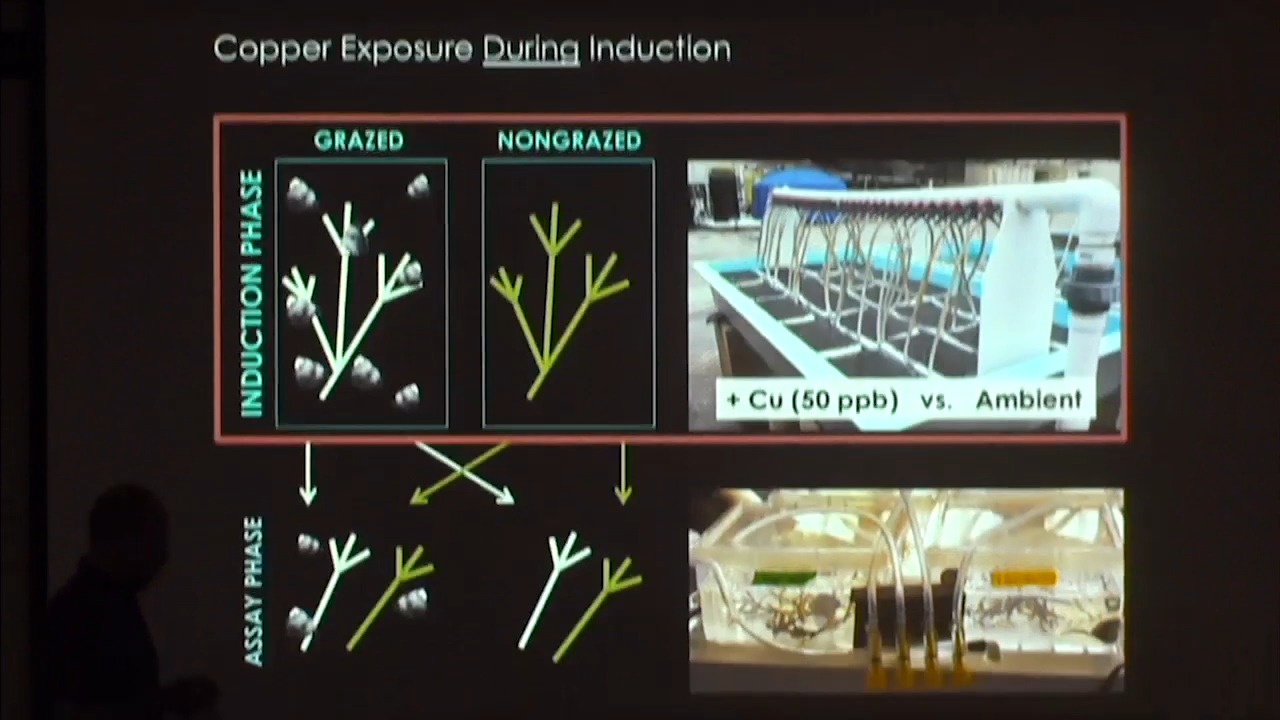 Copper Exposure During Induction
GRAZED
NONGRAZED
INDUCTION PHASE
+ Cu (50 ppb) vs. Ambient
ASSAY PHASE